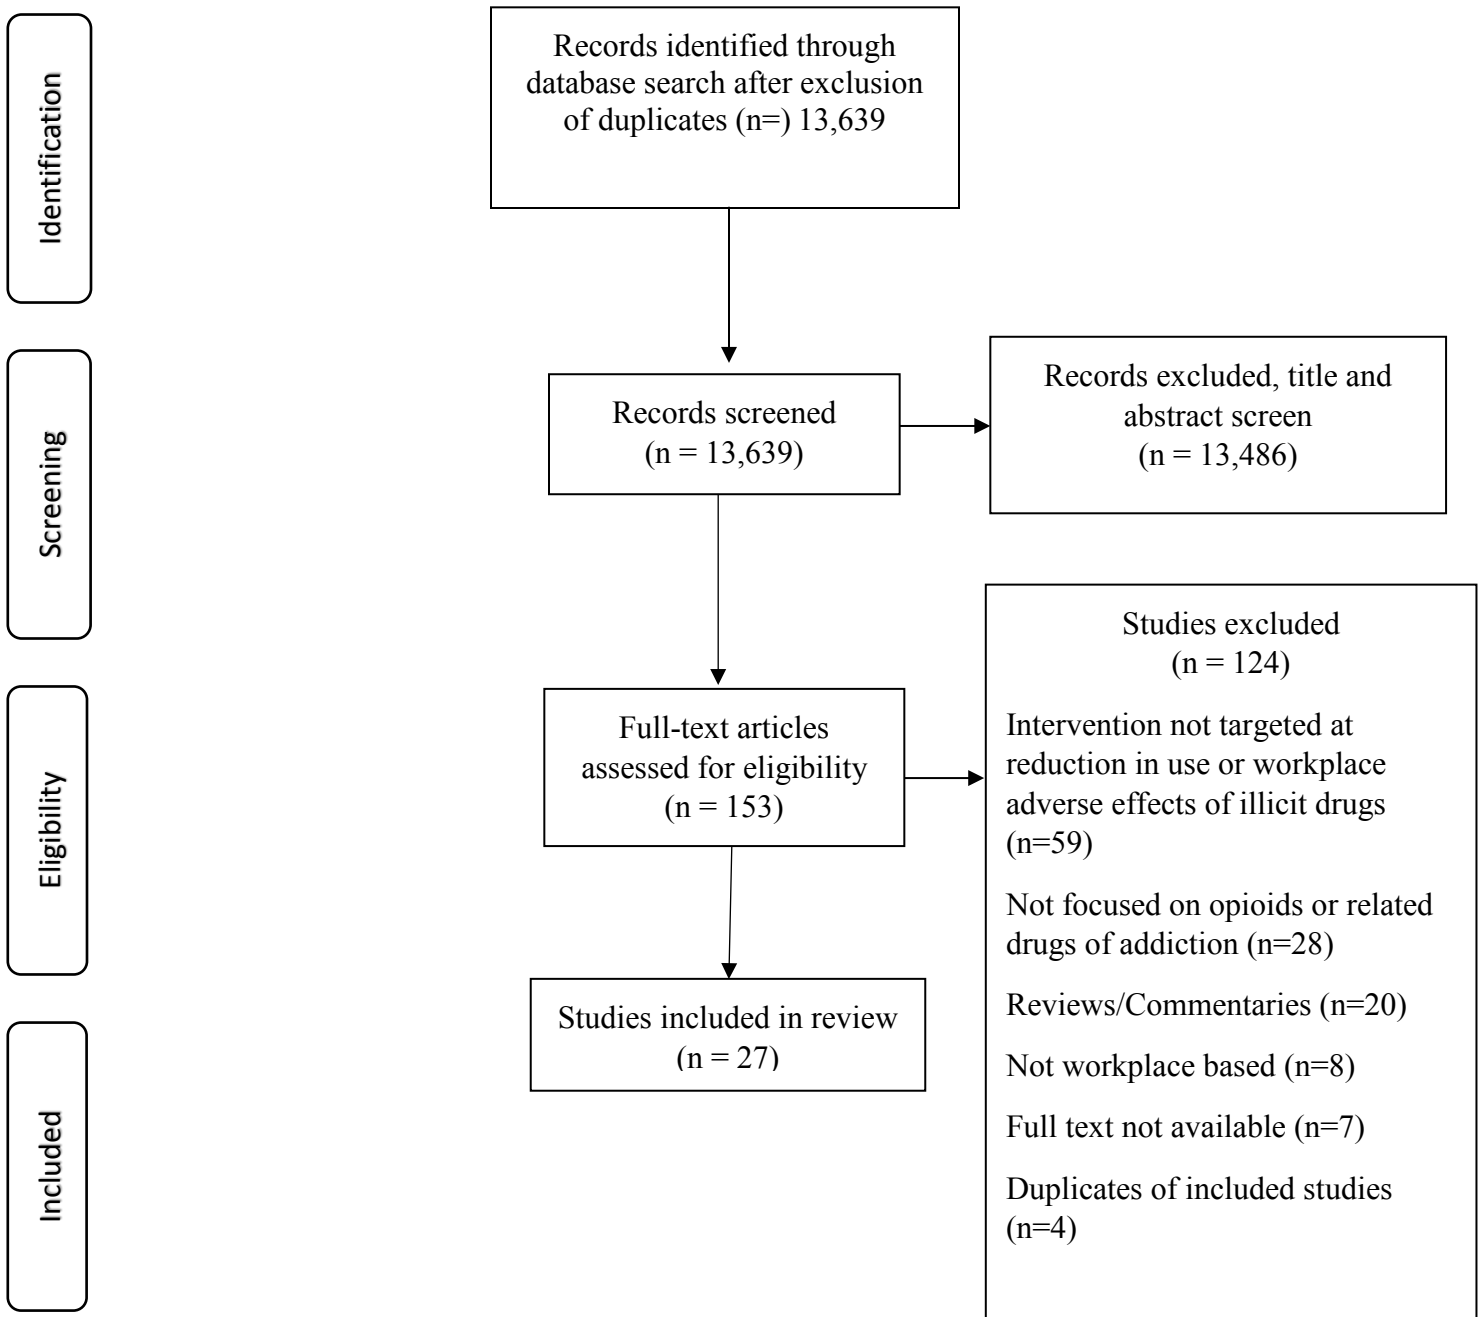 Identification
Records identified through
database search after exclusion
of duplicates (n=) 13,639
Screening
Records screened
(n = 13,639)
Records excluded, title and
abstract screen
(n = 13,486)
Eligibility
Full-text articles
assessed for eligibility
(n = 153)
Studies excluded
(n = 124)
Intervention not targeted at
reduction in use or workplace
adverse effects of illicit drugs
(n=59)
Not focused on opioids or related
drugs of addiction (n=28)
Reviews/Commentaries (n=20)
Not workplace based (n=8)
Full text not available (n=7)
Duplicates of included studies
(n=4)
Included
Studies included in review
(n = 27)